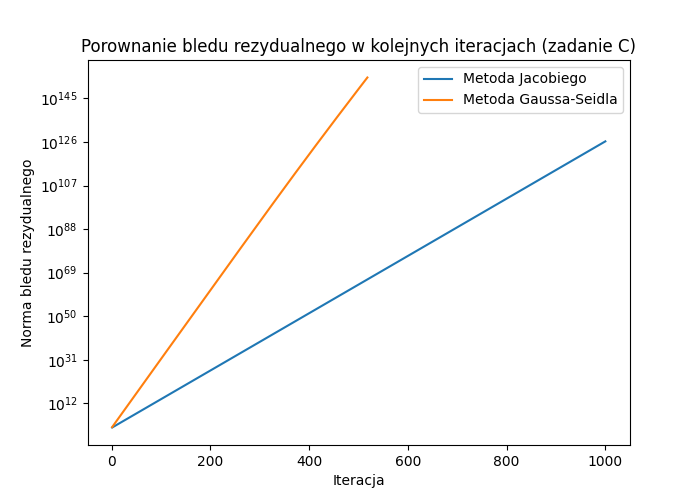 Porownanie bledu rezydualnego w kolejnych iteracjach (zadanie C)
Metoda Jacobiego
Metoda Gaussa-Seidla
Norma bledu rezydualnego
10^145
10^126
10^107
10^88
10^69
10^50
10^31
10^12
0 200 400 600 800 1000
Iteracja